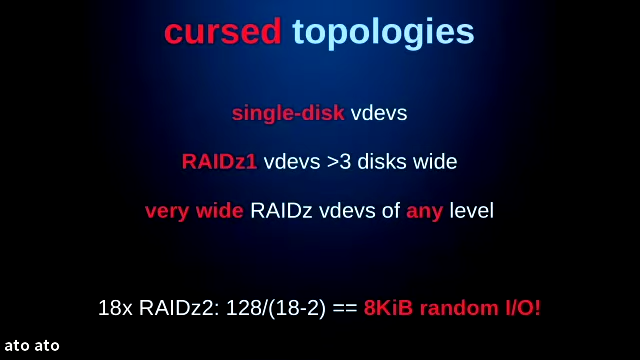 cursed topologies
single-disk vdevs
RAIDz1 vdevs >3 disks wide
very wide RAIDz vdevs of any level
18x RAIDz2: 128/(18-2) == 8KiB random I/O!
ato ato